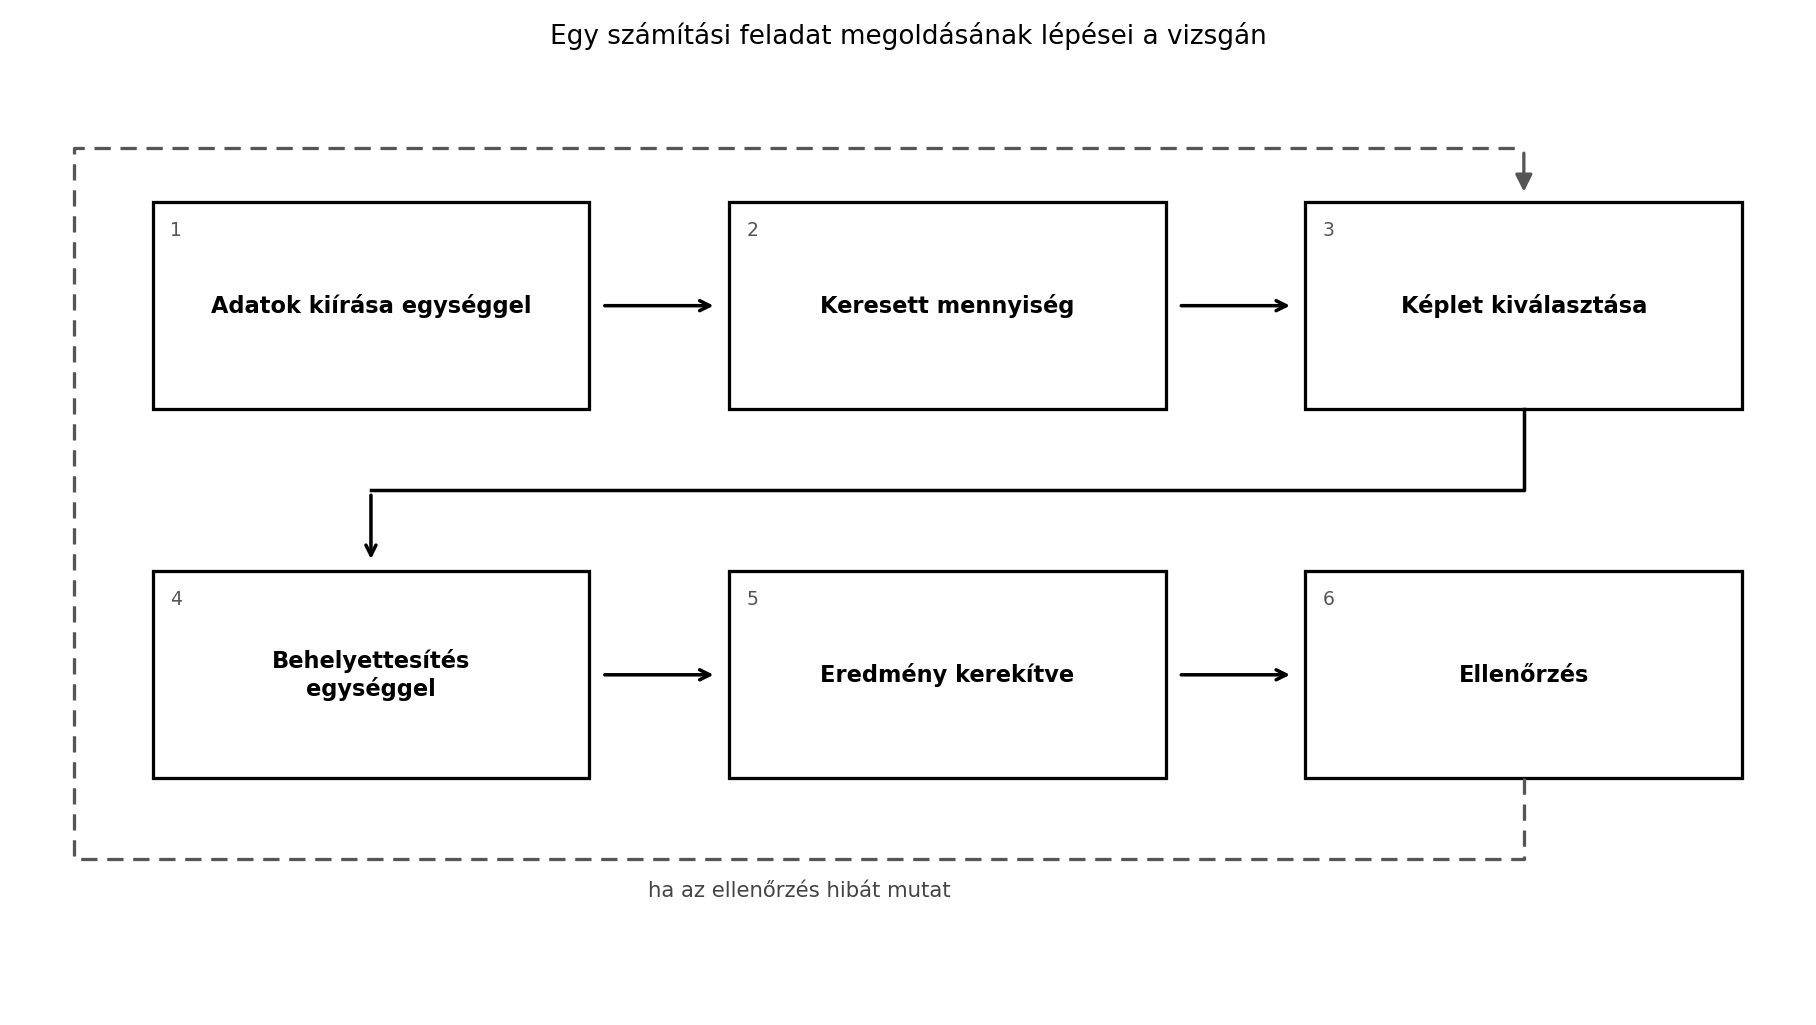 Egy számítási feladat megoldásának lépései a vizsgán
1
Adatok kiírása egységgel
2
Keresett mennyiség
3
Képlet kiválasztása
4
Behelyettesítés
egységgel
5
Eredmény kerekítve
6
Ellenőrzés
ha az ellenőrzés hibát mutat